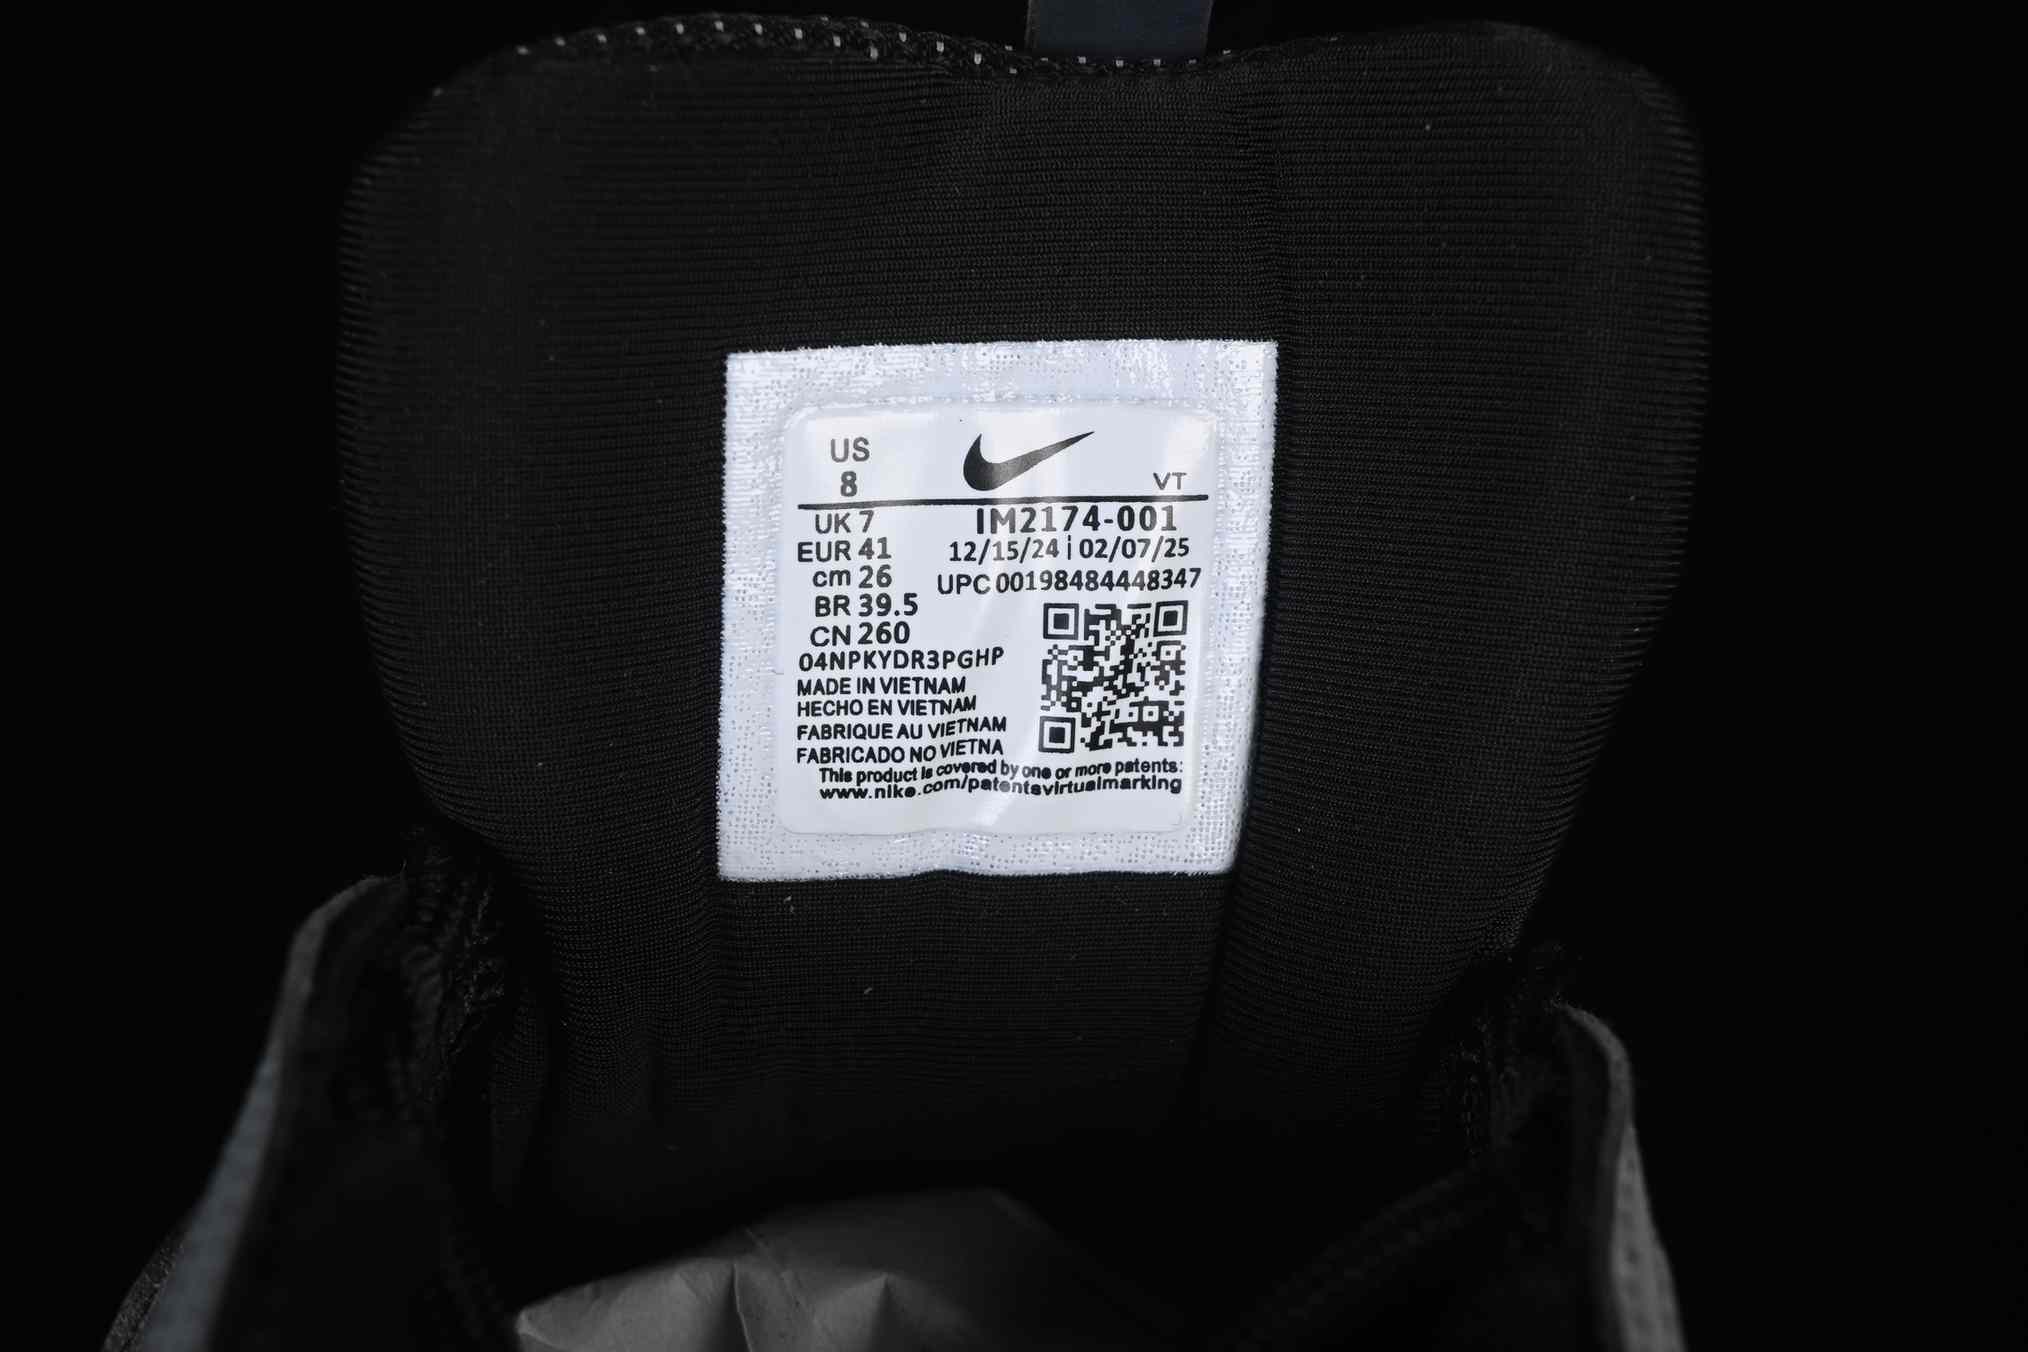 US
8
VT
UK 7
IM2174-001
EUR 41
12/15/24 | 02/07/25
cm 26
UPC 00198484448347
BR 39.5
CN 260
04NPKYDR3PGHP
MADE IN VIETNAM
HECHO EN VIETNAM
FABRIQUE AU VIETNAM
FABRICADO NO VIETNA
This product is covered by one or more patents:
www.nike.com/patentsvirtualmarking